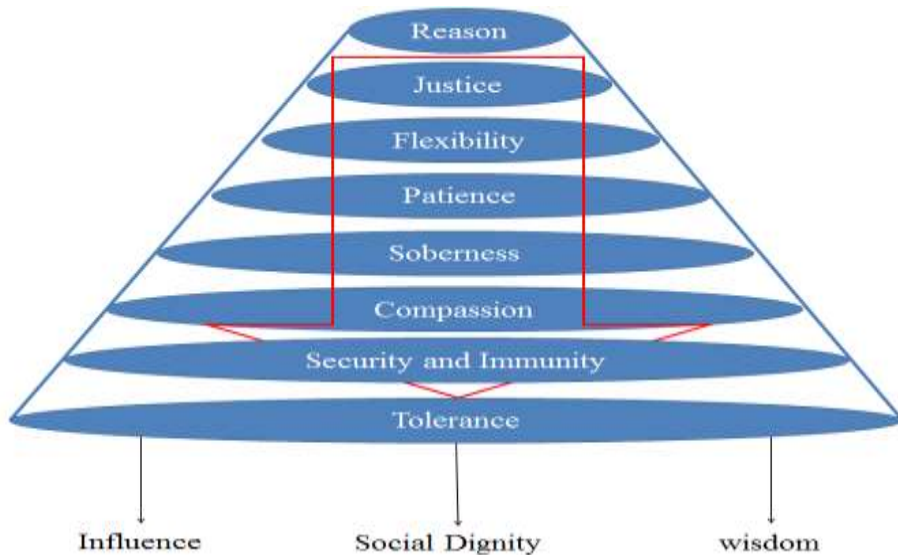 Reason
Justice
Flexibility
Patience
Soberness
Compassion
Security and Immunity
Tolerance
Influence Social Dignity wisdom